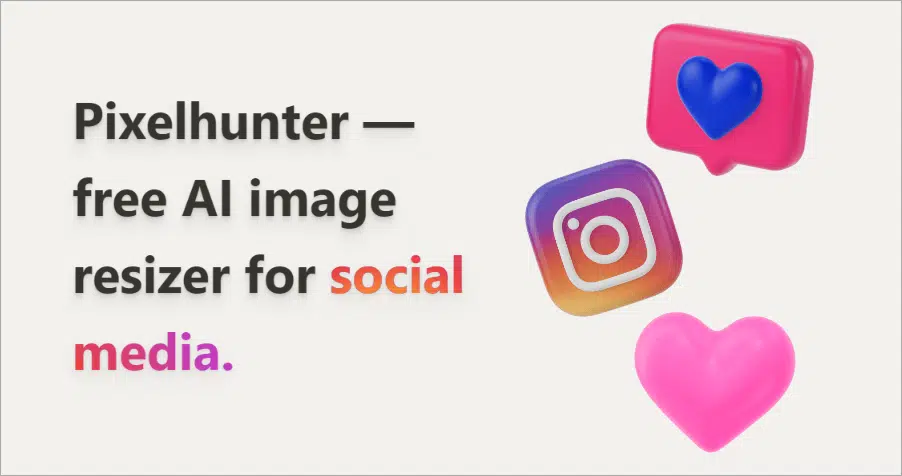 Pixelhunter —
free AI image
resizer for social
media.